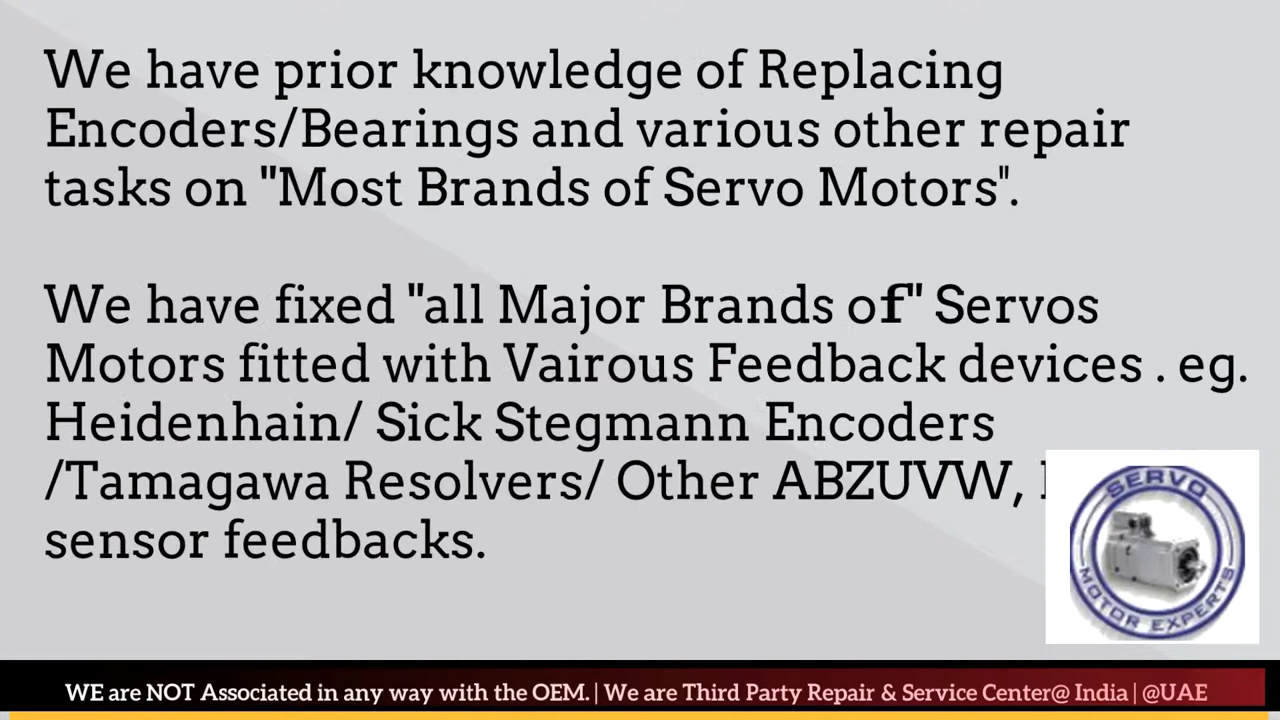 We have prior knowledge of Replacing
Encoders/Bearings and various other repair
tasks on "Most Brands of Servo Motors".
We have fixed "all Major Brands of" Servos
Motors fitted with Vairous Feedback devices . eg.
Heidenhain/ Sick Stegmann Encoders
/Tamagawa Resolvers/ Other ABZUVW,
sensor feedbacks.
SERVO
MOTOR EXPERTS
WE are NOT Associated in any way with the OEM. | We are Third Party Repair & Service Center@ India | @UAE